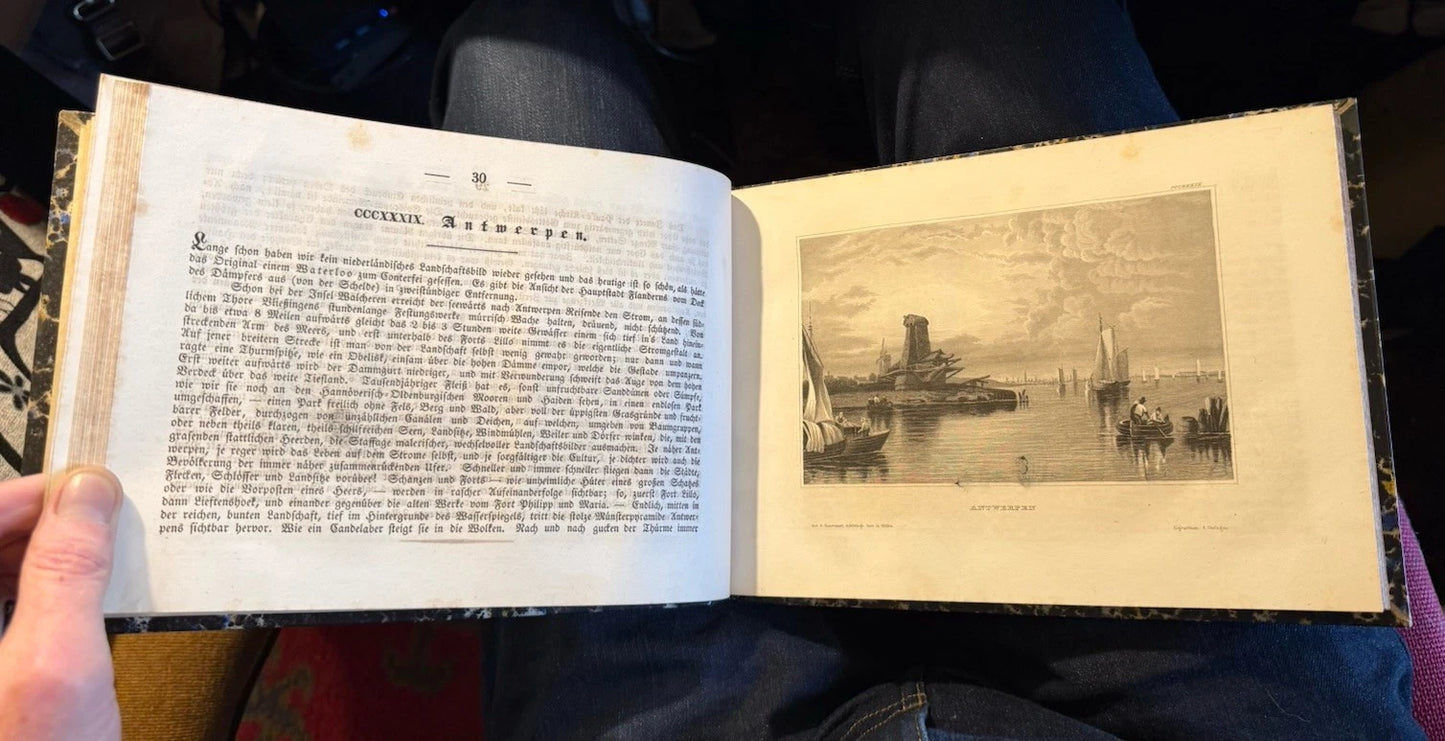 — 30 —
CCCXXXIX. Antwerpen.
Lange schon haben wir kein niederländisches Landschaftsbild wieder gesehen und das heutige ist so schön, als hätte
das Original einem Waterloo zum Conterfei gesessen. Es gibt die Ansicht der Hauptstadt Flanderns vom Deck
des Dämpfers aus (von der Schelde) in zweistündiger Entfernung.
Schon bei der Insel Walcheren erreicht der seewärts nach Antwerpen Reisende den Strom, an dessen süd-
lichem Thore Vliessingens stundenlange Festungswerke mürrisch Wache halten, dräuend, nicht schützend. Von
da bis etwa 8 Meilen aufwärts gleicht das 2 bis 3 Stunden weite Gewässer einem sich tief in's Land hinein-
streckenden Arm des Meers, und erst unterhalb des Forts Lillo nimmt es die eigentliche Stromgestalt an.
Auf jener breitern Strecke ist man von der Landschaft selbst wenig gewahr geworden; nur dann und wann
ragte eine Thurmspitze, wie ein Obelisk, einsam über die hohen Dämme empor, welche die Gestade umpanzern.
Erst weiter aufwärts wird der Dammgurt niedriger, und mit Verwunderung schweift das Auge von dem hohen
Verdeck über das weite Tiefland. Tausendjähriger Fleiß hat es, sonst unfruchtbare Sanddünen oder Sümpfe,
wie wir sie noch an den Hannöverisch-Oldenburgischen Mooren und Haiden sehen, in einen endlosen Park
umgeschaffen, — einen Park freilich ohne Fels, Berg und Wald, aber voll der üppigsten Grasgründe und frucht-
barer Felder, durchzogen von unzählichen Canälen und Deichen, auf welchen, umgeben von Baumgruppen,
oder neben theils klaren, theils schilfreichen Seen, Landsitze, Windmühlen, Weiler und Dörfer winken, die, mit den
grasenden stattlichen Heerden, die Staffage malerischer, wechselvoller Landschaftsbilder ausmachen. Je näher Ant-
werpen, je reger wird das Leben auf dem Strome selbst, und je sorgfältiger die Cultur, je dichter wird auch die
Bevölkerung der immer näher zusammenrückenden Ufer. Schneller und immer schneller fliegen dann die Städte,
Flecken, Schlösser und Landsitze vorüber! Schanzen und Forts — wie unheimliche Hüter eines großen Schatzes
oder wie die Vorposten eines Heers, — werden in rascher Aufeinanderfolge sichtbar; so, zuerst Fort Lillo,
dann Lieftenshoek, und einander gegenüber die alten Werke vom Fort Philipp und Maria. — Endlich, mitten in
der reichen, bunten Landschaft, tief im Hintergrunde des Wasserspiegels, tritt die stolze Münsterpyramide Antwer-
pens sichtbar hervor. Wie ein Candelaber steigt sie in die Wolken. Nach und nach gucken der Thürme immer
CCCXXXIX
ANTWERPEN